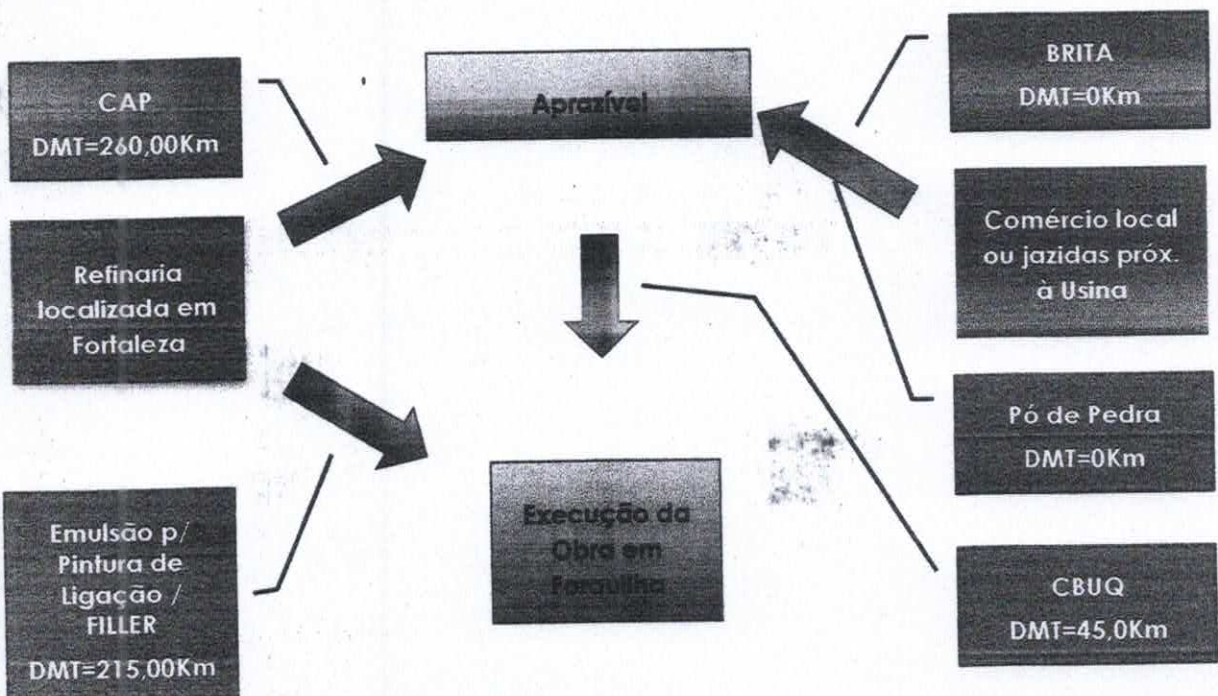 CAP
DMT=260,00Km
Refinaria
localizada em
Fortaleza
Emulsão p/
Pintura de
Ligação /
FILLER
DMT=215,00Km
Aprazível
Execução da
Obra em
Forquilha
BRITA
DMT=0Km
Comércio local
ou jazidas próx.
à Usina
Pó de Pedra
DMT=0Km
CBUQ
DMT=45,0Km